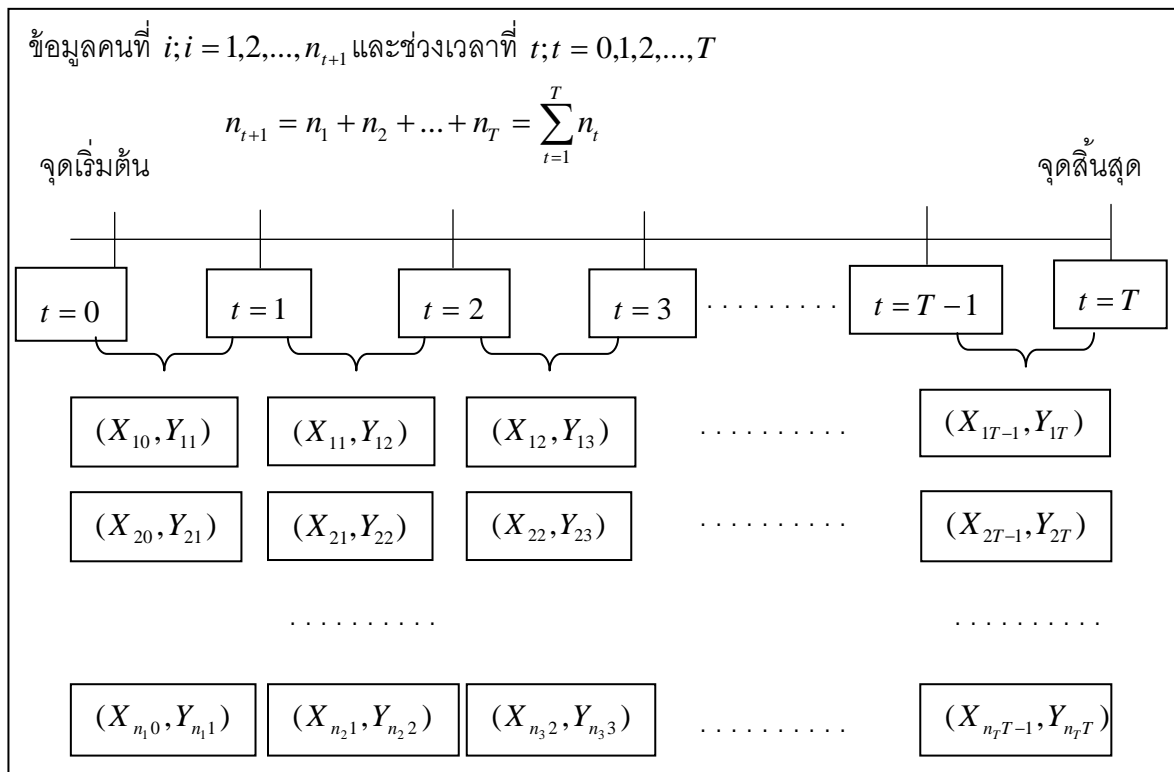 ข้อมูลคนที่ $i; i = 1,2,...,n_{t+1}$ และช่วงเวลาที่ $t; t = 0,1,2,...,T$
$n_{t+1} = n_1 + n_2 + ... + n_T = \sum_{t=1}^{T} n_t$
จุดเริ่มต้น จุดสิ้นสุด
$t = 0$ $t = 1$ $t = 2$ $t = 3$ . . . . . . . . . $t = T - 1$ $t = T$
$(X_{10}, Y_{11})$ $(X_{11}, Y_{12})$ $(X_{12}, Y_{13})$ . . . . . . . . . . $(X_{1T-1}, Y_{1T})$
$(X_{20}, Y_{21})$ $(X_{21}, Y_{22})$ $(X_{22}, Y_{23})$ . . . . . . . . . . $(X_{2T-1}, Y_{2T})$
. . . . . . . . . . . . . . . . . . . .
$(X_{n_1 0}, Y_{n_1 1})$ $(X_{n_2 1}, Y_{n_2 2})$ $(X_{n_3 2}, Y_{n_3 3})$ . . . . . . . . . . $(X_{n_T T-1}, Y_{n_T T})$